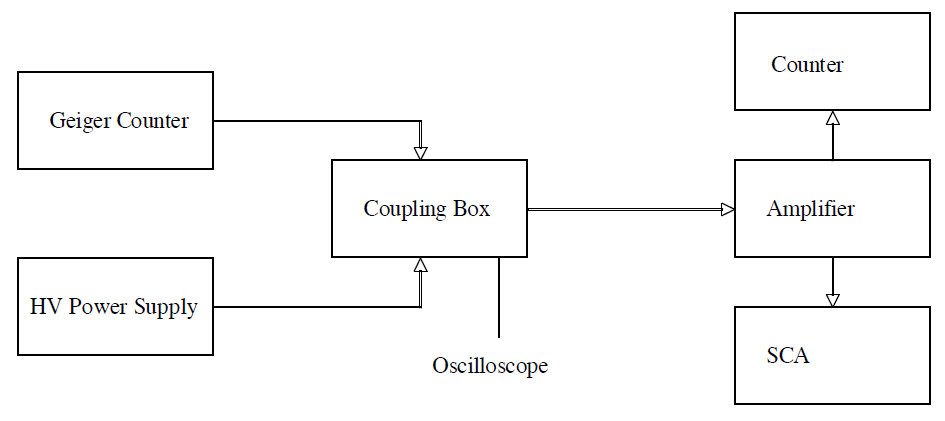 Counter
Geiger Counter
Coupling Box
Amplifier
HV Power Supply
Oscilloscope
SCA